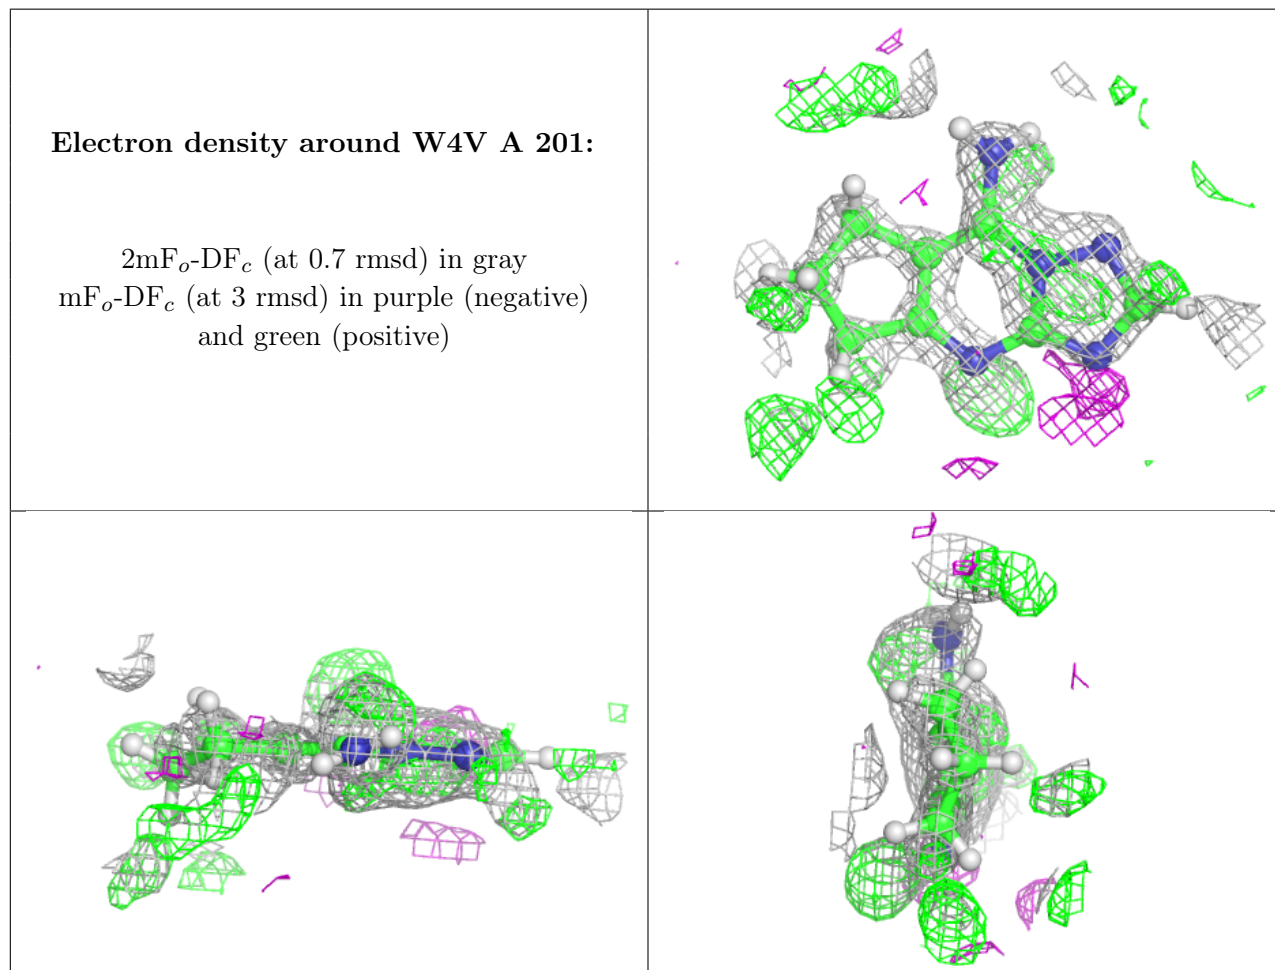 Electron density around W4V A 201:
2mFo-DFc (at 0.7 rmsd) in gray
mFo-DFc (at 3 rmsd) in purple (negative)
and green (positive)